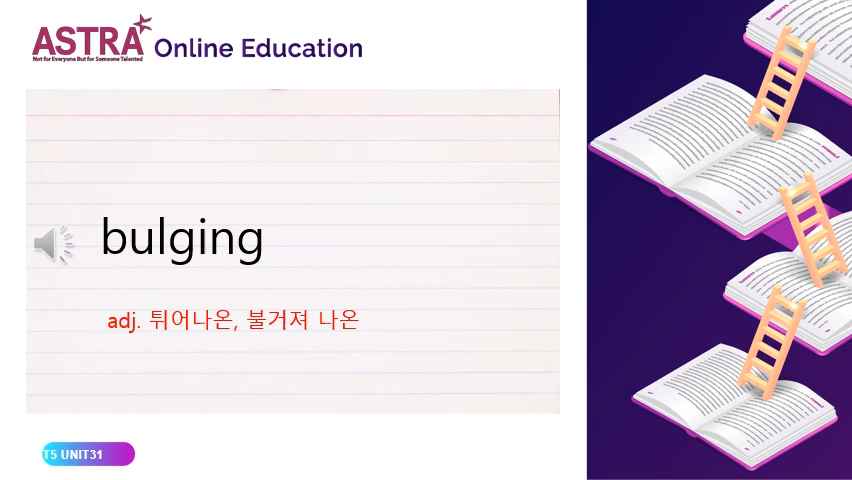 ASTRA
Not for Everyone But for Someone Talented
Online Education
bulging
adj. 튀어나온, 불거져 나온
T5 UNIT31